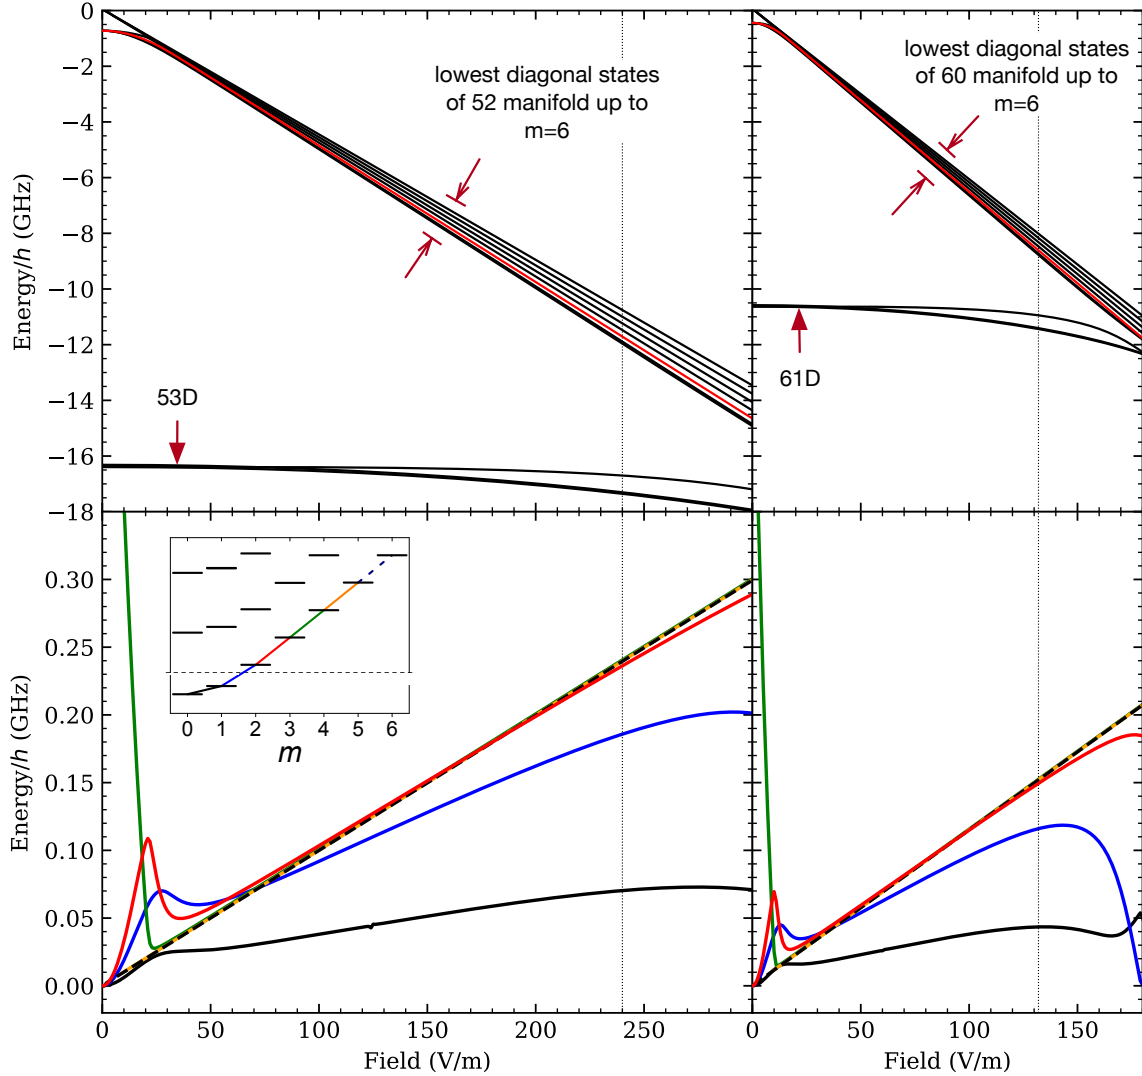 0
−2
−4
−6
−8
−10
−12
−14
−16
−18
Energy/h (GHz)
lowest diagonal states
of 52 manifold up to
m=6
53D
lowest diagonal states
of 60 manifold up to
m=6
61D
0.30
0.25
0.20
0.15
0.10
0.05
0.00
Energy/h (GHz)
0 1 2 3 4 5 6
m
0 50 100 150 200 250
Field (V/m)
0 50 100 150
Field (V/m)